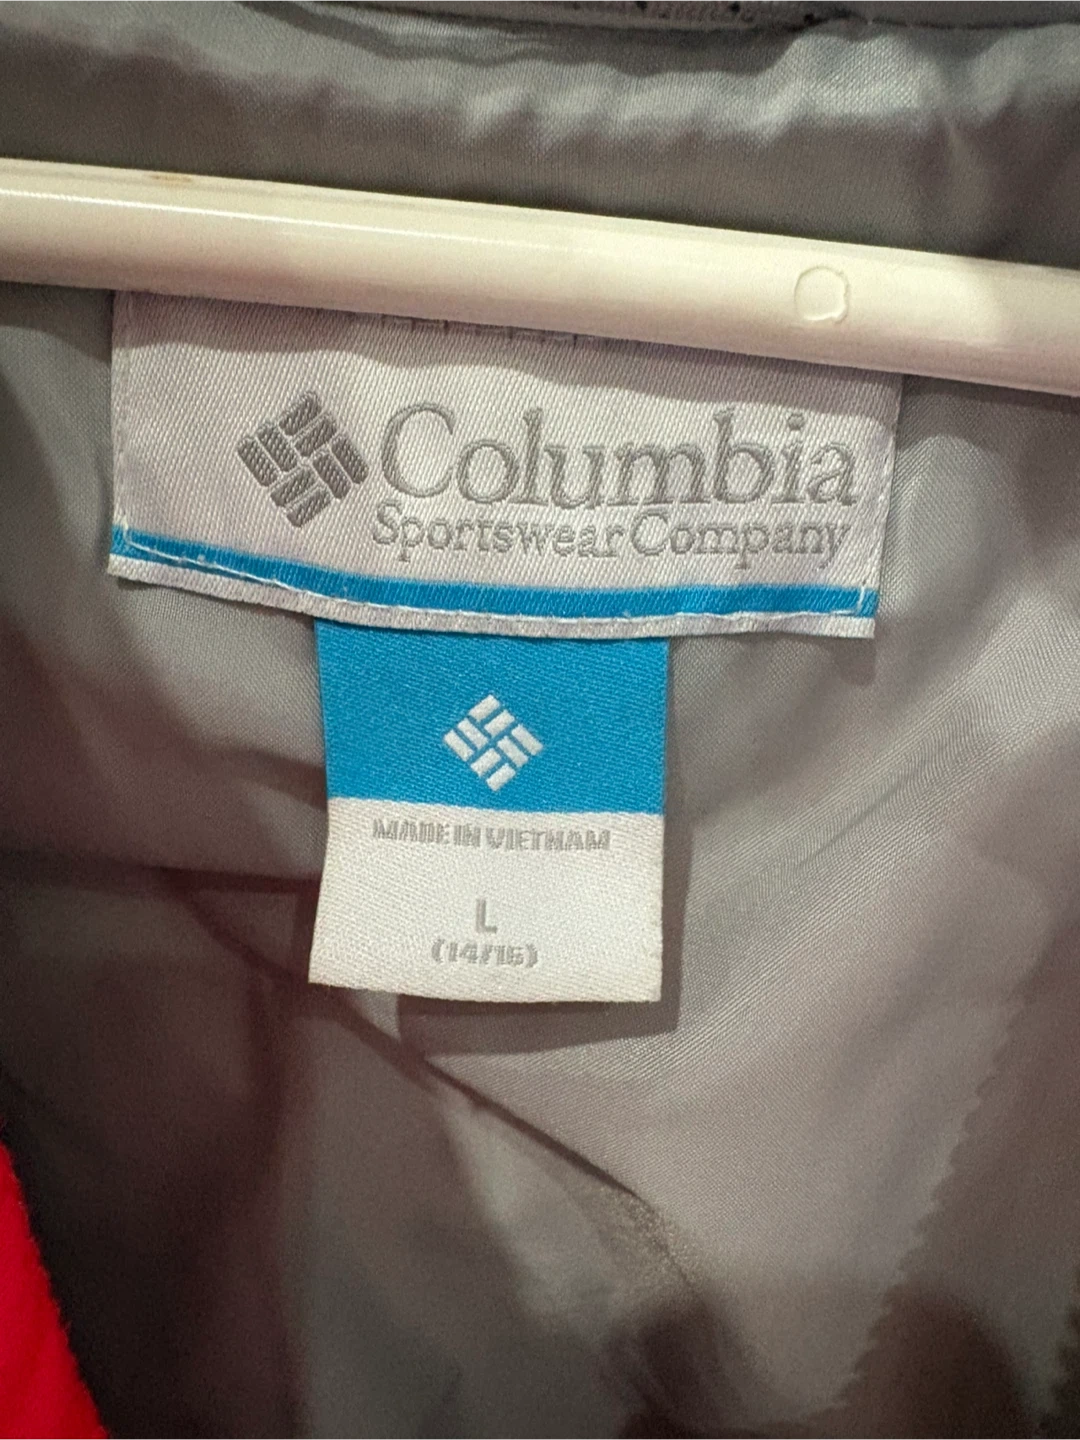 Columbia
Sportswear Company
MADE IN VIETNAM
L
(14/16)